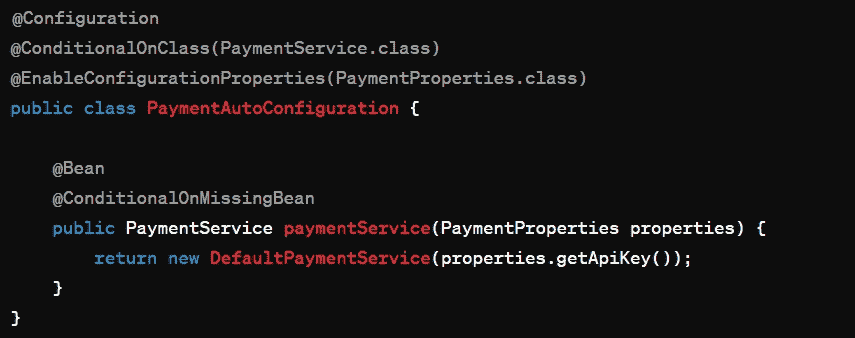 @Configuration
@ConditionalOnClass(PaymentService.class)
@EnableConfigurationProperties(PaymentProperties.class)
public class PaymentAutoConfiguration {
@Bean
@ConditionalOnMissingBean
public PaymentService paymentService(PaymentProperties properties) {
return new DefaultPaymentService(properties.getApiKey());
}
}